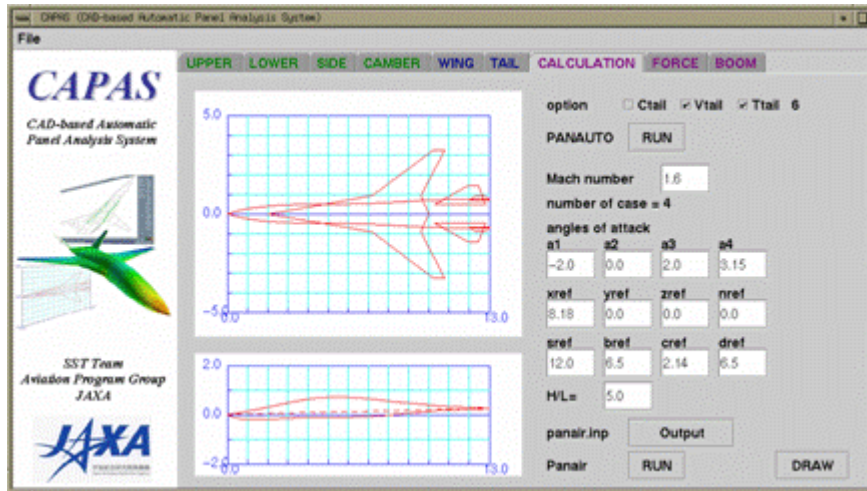 CAPAS (CAD-based Automatic Panel Analysis System)
File
CAPAS
CAD-based Automatic
Panel Analysis System
SST Team
Aviation Program Group
JAXA
JAXA
UPPER LOWER SIDE CAMBER WING TAIL CALCULATION FORCE BOOM
5.0
0.0
-5.0
0.0 13.0
2.0
0.0
-2.0
0.0 13.0
option Ctail Vtail Ttail 6
PANAUTO RUN
Mach number 1.6
number of case = 4
angles of attack
a1 a2 a3 a4
-2.0 0.0 2.0 3.15
xref yref zref nref
8.18 0.0 0.0 0.0
sref bref cref dref
12.0 6.5 2.14 6.5
H/L= 5.0
panair.inp Output
Panair RUN DRAW